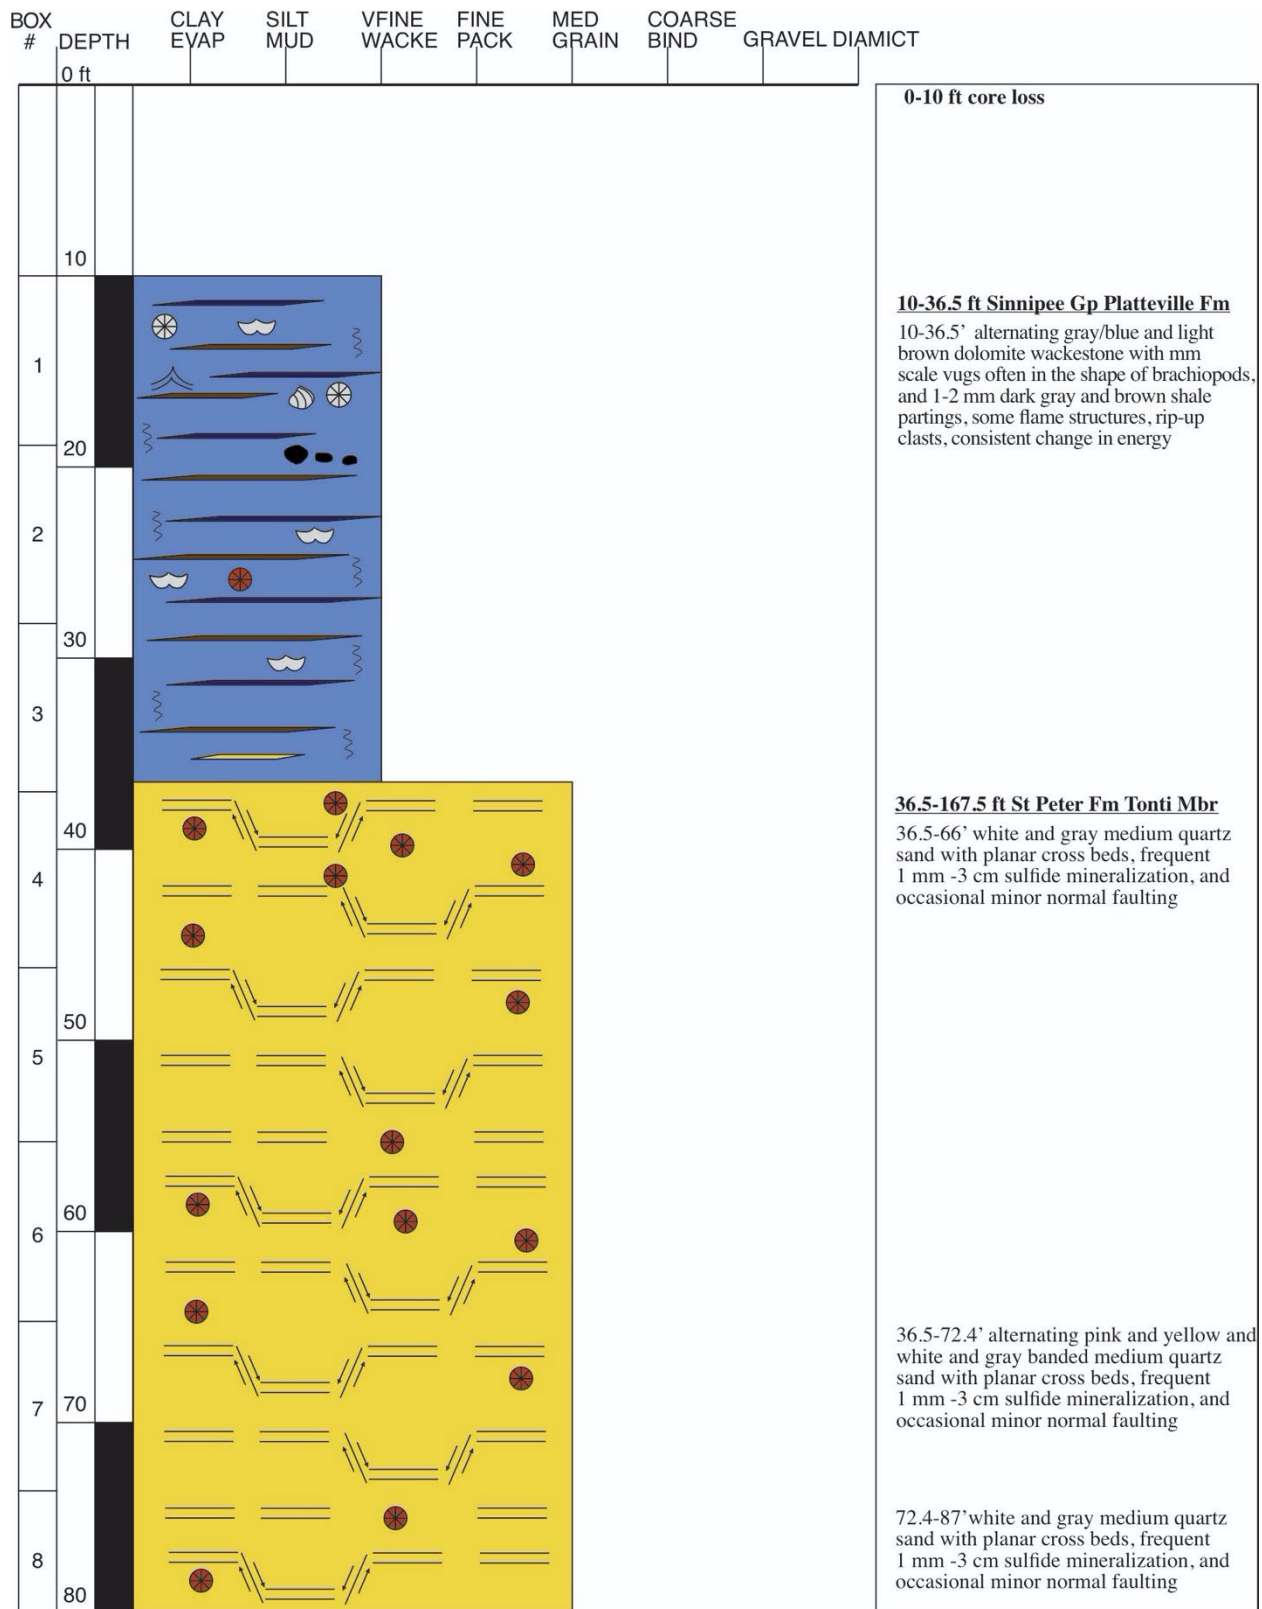 BOX CLAY SILT VFINE FINE MED COARSE
# DEPTH EVAP MUD WACKE PACK GRAIN BIND GRAVEL DIAMICT
0 ft
0-10 ft core loss
10
10-36.5 ft Sinnipee Gp Platteville Fm
10-36.5’ alternating gray/blue and light
brown dolomite wackestone with mm
scale vugs often in the shape of brachiopods,
and 1-2 mm dark gray and brown shale
partings, some flame structures, rip-up
clasts, consistent change in energy
1
20
2
30
3
36.5-167.5 ft St Peter Fm Tonti Mbr
36.5-66’ white and gray medium quartz
sand with planar cross beds, frequent
1 mm -3 cm sulfide mineralization, and
occasional minor normal faulting
40
4
50
5
60
6
36.5-72.4’ alternating pink and yellow and
white and gray banded medium quartz
sand with planar cross beds, frequent
1 mm -3 cm sulfide mineralization, and
occasional minor normal faulting
70
7
72.4-87’white and gray medium quartz
sand with planar cross beds, frequent
1 mm -3 cm sulfide mineralization, and
occasional minor normal faulting
8
80